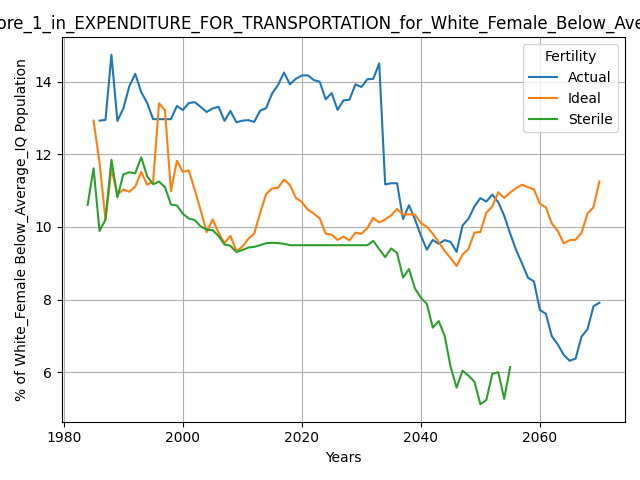 ore_1_in_EXPENDITURE_FOR_TRANSPORTATION_for_White_Female_Below_Ave
% of White_Female Below_Average_IQ Population
14
12
10
8
6
1980
2000
2020
2040
2060
Years
Fertility
Actual
Ideal
Sterile